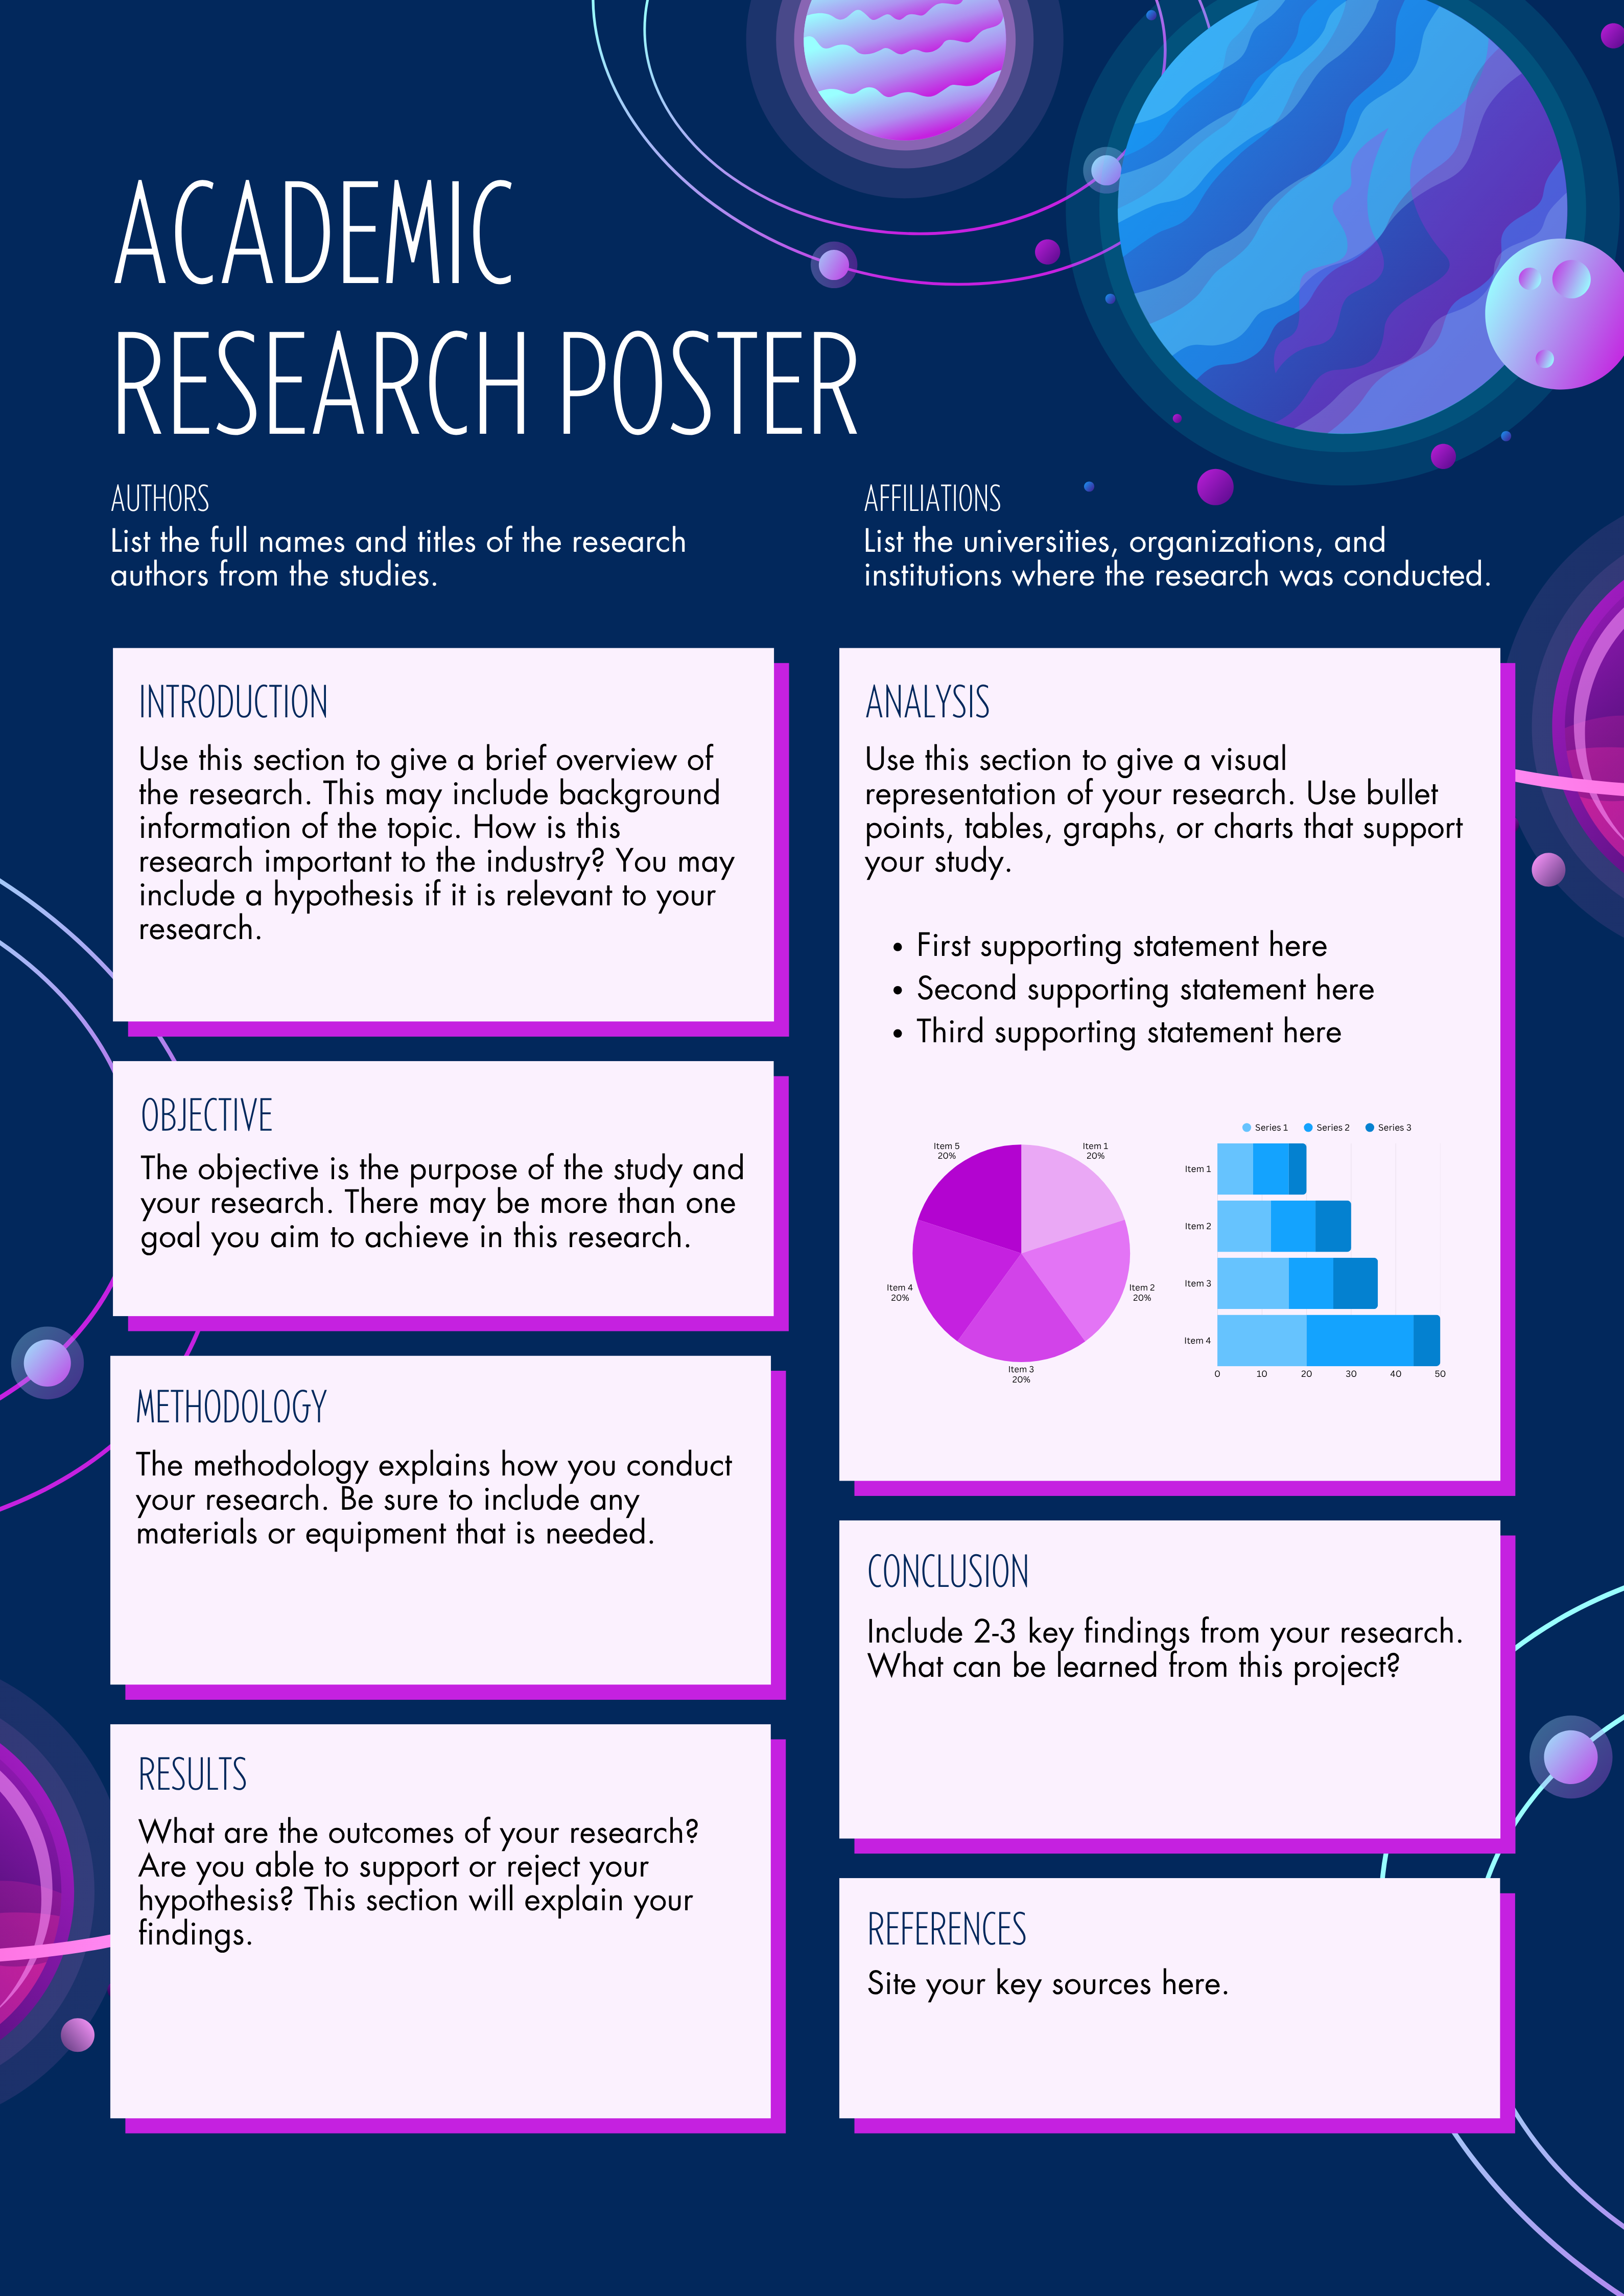 ACADEMIC
RESEARCH POSTER
AUTHORS
List the full names and titles of the research
authors from the studies.
AFFILIATIONS
List the universities, organizations, and
institutions where the research was conducted.
INTRODUCTION
Use this section to give a brief overview of
the research. This may include background
information of the topic. How is this
research important to the industry? You may
include a hypothesis if it is relevant to your
research.
OBJECTIVE
The objective is the purpose of the study and
your research. There may be more than one
goal you aim to achieve in this research.
METHODOLOGY
The methodology explains how you conduct
your research. Be sure to include any
materials or equipment that is needed.
RESULTS
What are the outcomes of your research?
Are you able to support or reject your
hypothesis? This section will explain your
findings.
ANALYSIS
Use this section to give a visual
representation of your research. Use bullet
points, tables, graphs, or charts that support
your study.
• First supporting statement here
• Second supporting statement here
• Third supporting statement here
Item 5
20%
Item 1
20%
Item 4
20%
Item 2
20%
Item 3
20%
Series 1 Series 2 Series 3
Item 1
Item 2
Item 3
Item 4
0 10 20 30 40 50
CONCLUSION
Include 2-3 key findings from your research.
What can be learned from this project?
REFERENCES
Site your key sources here.